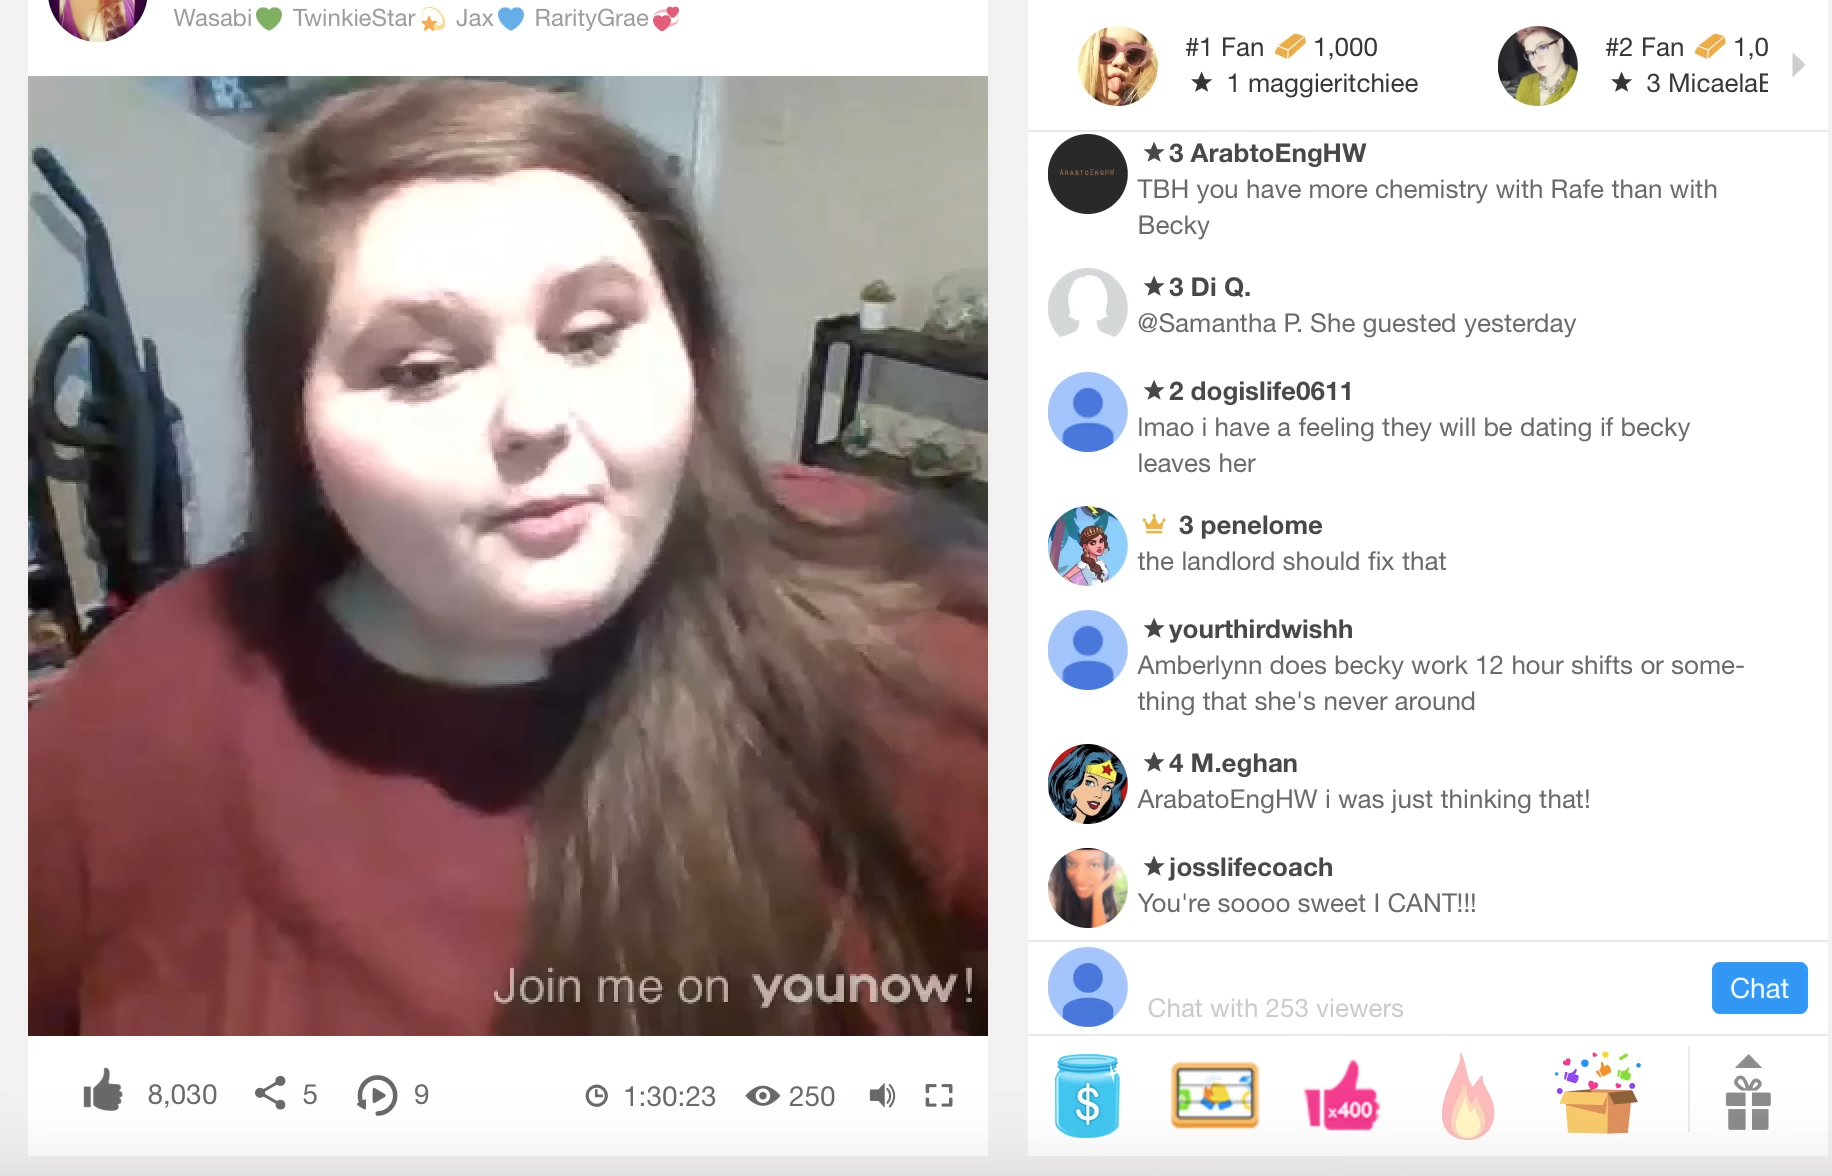 Wasabi💚 TwinkieStar💫 Jax💙 RarityGrae💞
Join me on younow!
8,030
5
9
1:30:23
250
#1 Fan 1,000
★ 1 maggieritchiee
#2 Fan 1,0
★ 3 MicaelaE
ARABTOENGHW
★3 ArabtoEngHW
TBH you have more chemistry with Rafe than with
Becky
★3 Di Q.
@Samantha P. She guested yesterday
★2 dogislife0611
lmao i have a feeling they will be dating if becky
leaves her
3 penelome
the landlord should fix that
★yourthirdwishh
Amberlynn does becky work 12 hour shifts or some-
thing that she's never around
★4 M.eghan
ArabatoEngHW i was just thinking that!
★josslifecoach
You're soooo sweet I CANT!!!
Chat with 253 viewers
Chat
$
x400